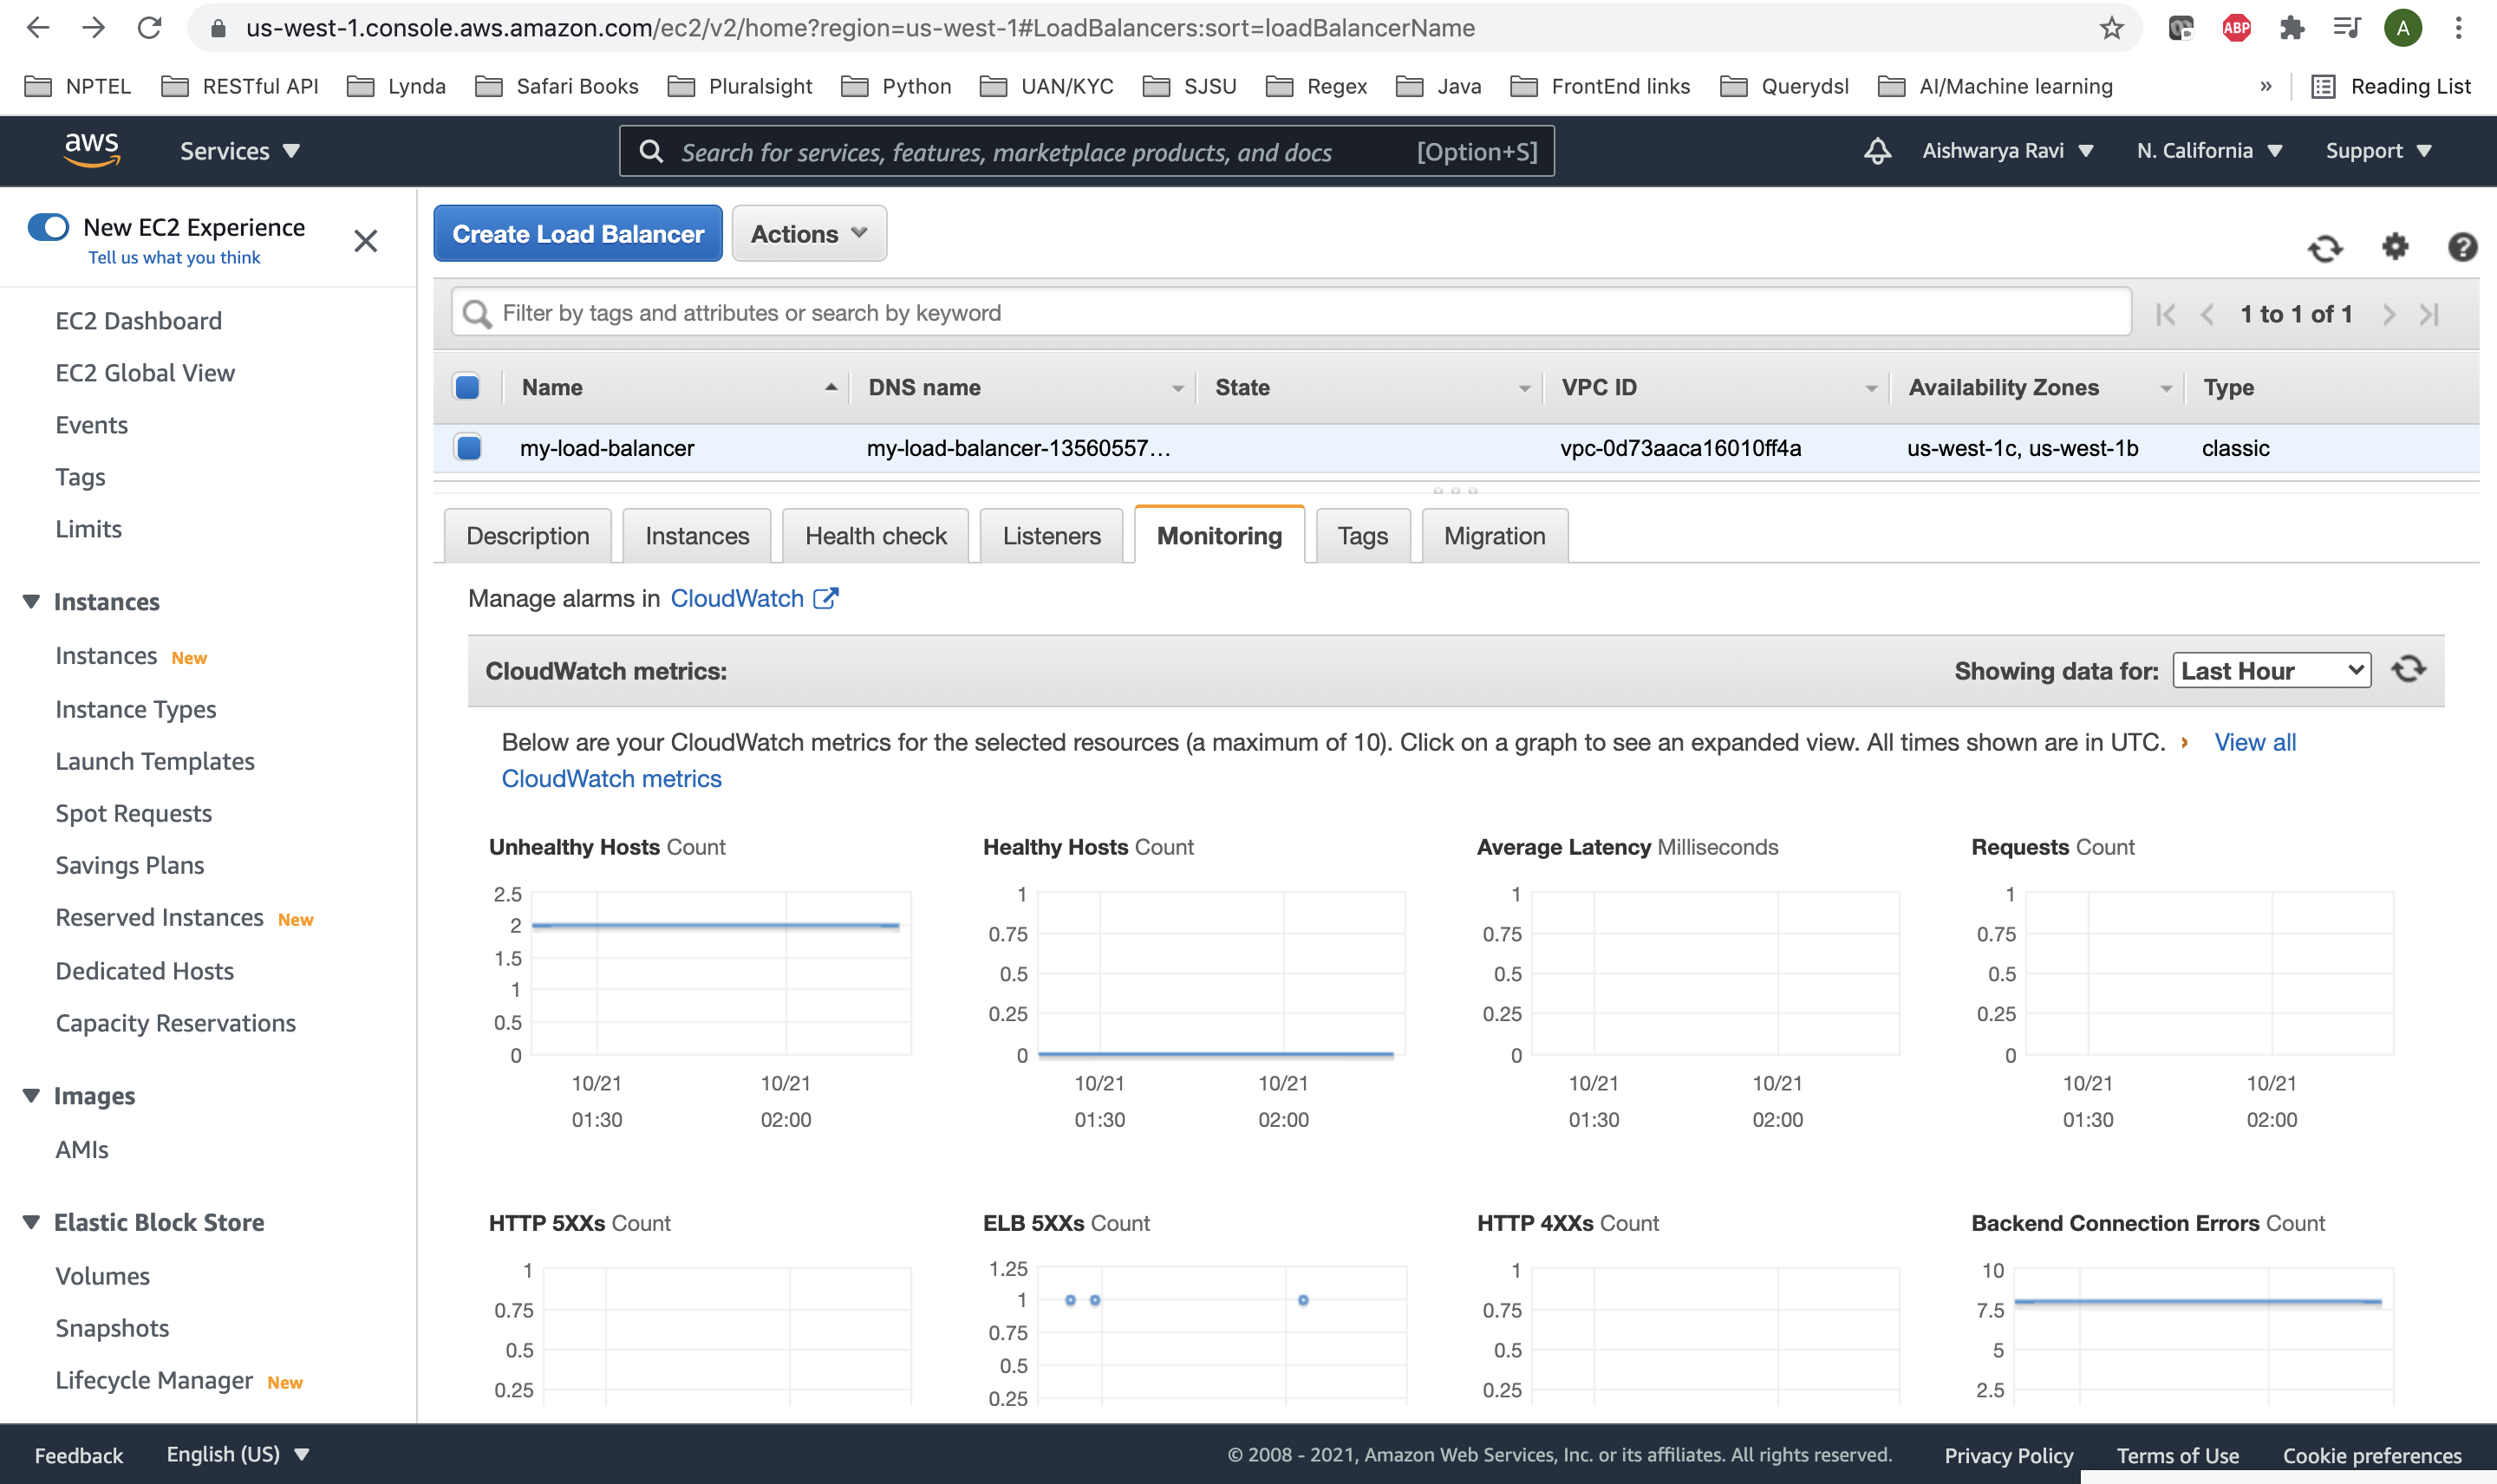 us-west-1.console.aws.amazon.com/ec2/v2/home?region=us-west-1#LoadBalancers:sort=loadBalancerName
ABP
A
NPTEL RESTful API Lynda Safari Books Pluralsight Python UAN/KYC SJSU Regex Java FrontEnd links Querydsl AI/Machine learning » Reading List
aws Services Search for services, features, marketplace products, and docs [Option+S] Aishwarya Ravi N. California Support
New EC2 Experience
Tell us what you think
EC2 Dashboard
EC2 Global View
Events
Tags
Limits
Instances
Instances New
Instance Types
Launch Templates
Spot Requests
Savings Plans
Reserved Instances New
Dedicated Hosts
Capacity Reservations
Images
AMIs
Elastic Block Store
Volumes
Snapshots
Lifecycle Manager New
Create Load Balancer Actions
Filter by tags and attributes or search by keyword 1 to 1 of 1
Name DNS name State VPC ID Availability Zones Type
my-load-balancer my-load-balancer-13560557... vpc-0d73aaca16010ff4a us-west-1c, us-west-1b classic
Description Instances Health check Listeners Monitoring Tags Migration
Manage alarms in CloudWatch
CloudWatch metrics: Showing data for: Last Hour
Below are your CloudWatch metrics for the selected resources (a maximum of 10). Click on a graph to see an expanded view. All times shown are in UTC. › View all
CloudWatch metrics
Unhealthy Hosts Count
2.5
2
1.5
1
0.5
0
10/21 10/21
01:30 02:00
Healthy Hosts Count
1
0.75
0.5
0.25
0
10/21 10/21
01:30 02:00
Average Latency Milliseconds
1
0.75
0.5
0.25
0
10/21 10/21
01:30 02:00
Requests Count
1
0.75
0.5
0.25
0
10/21 10/21
01:30 02:00
HTTP 5XXs Count
1
0.75
0.5
0.25
ELB 5XXs Count
1.25
1
0.75
0.5
0.25
HTTP 4XXs Count
1
0.75
0.5
0.25
Backend Connection Errors Count
10
7.5
5
2.5
Feedback English (US) © 2008 - 2021, Amazon Web Services, Inc. or its affiliates. All rights reserved. Privacy Policy Terms of Use Cookie preferences